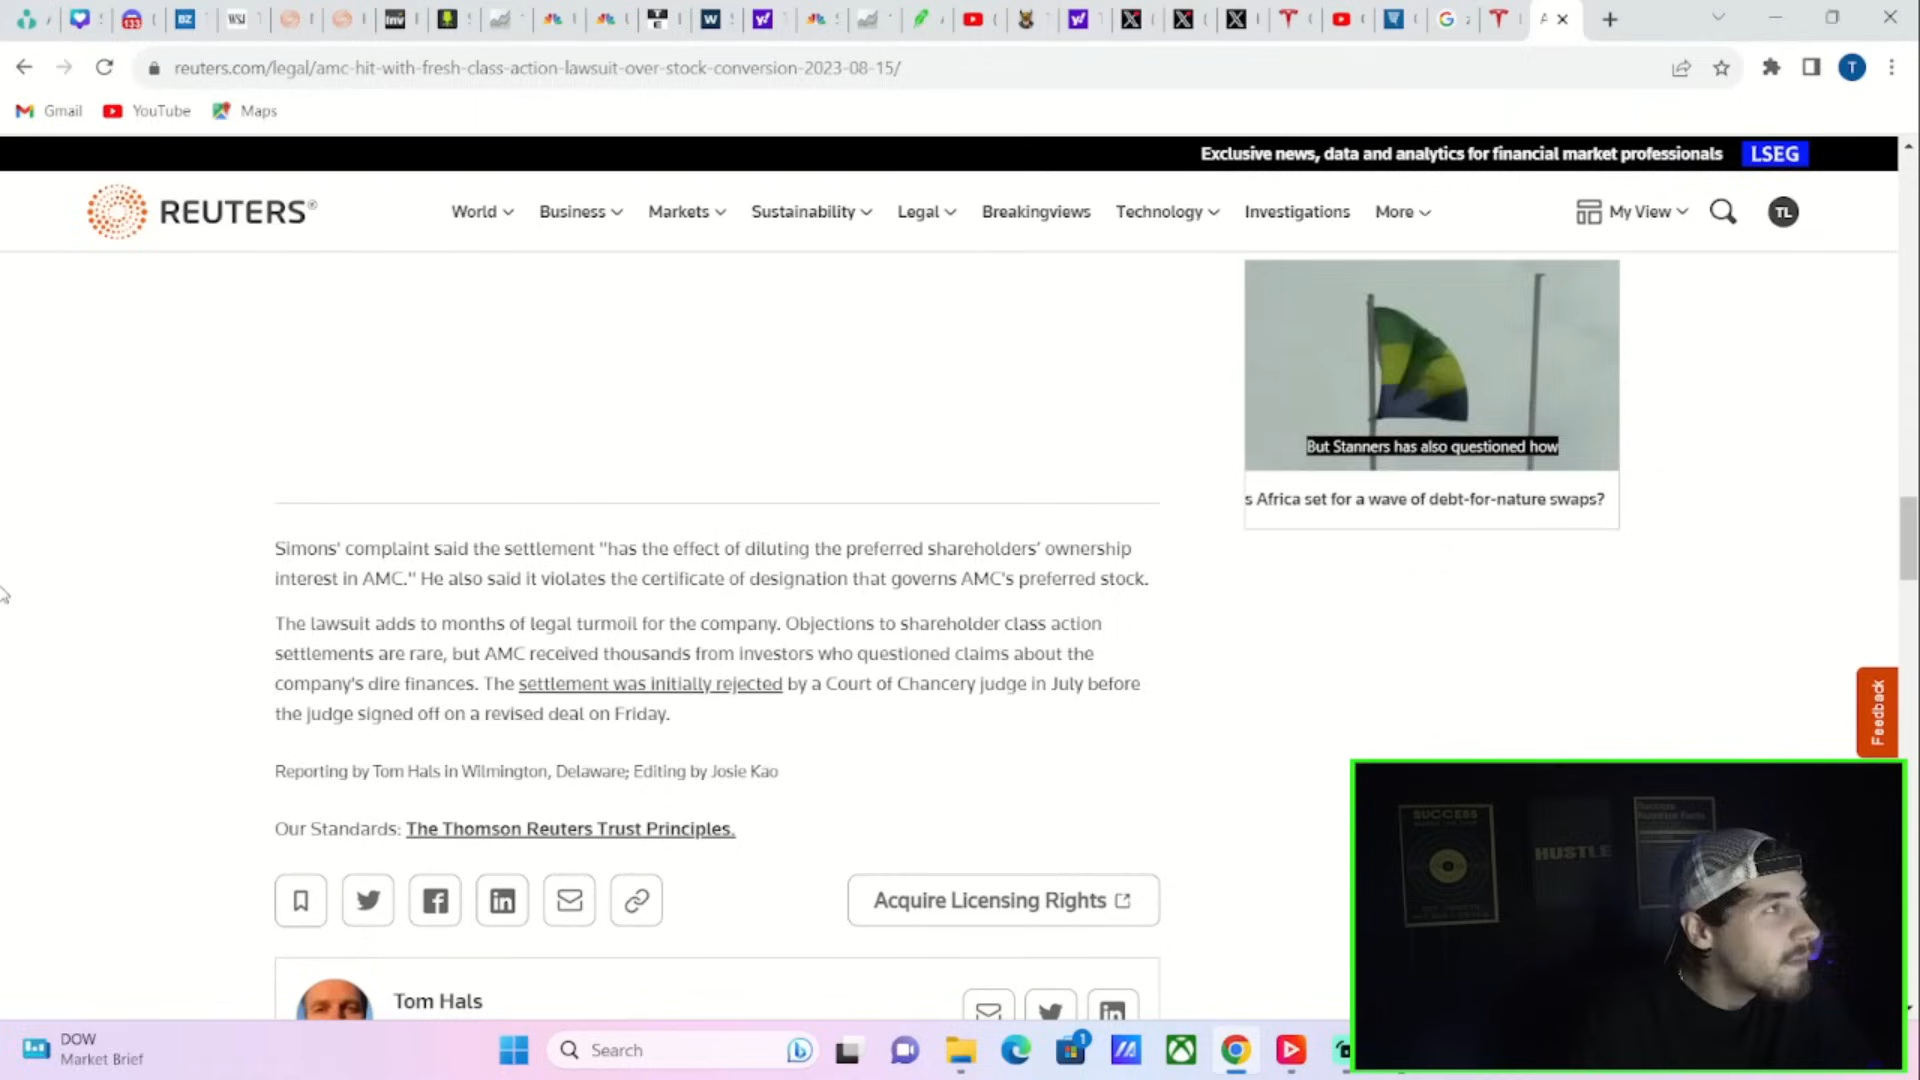 reuters.com/legal/amc-hit-with-fresh-class-action-lawsuit-over-stock-conversion-2023-08-15/
T
Gmail YouTube Maps
Exclusive news, data and analytics for financial market professionals LSEG
REUTERS®
World Business Markets Sustainability Legal Breakingviews Technology Investigations More My View TL
But Stanners has also questioned how
s Africa set for a wave of debt-for-nature swaps?
Simons' complaint said the settlement "has the effect of diluting the preferred shareholders’ ownership
interest in AMC." He also said it violates the certificate of designation that governs AMC's preferred stock.
The lawsuit adds to months of legal turmoil for the company. Objections to shareholder class action
settlements are rare, but AMC received thousands from investors who questioned claims about the
company's dire finances. The settlement was initially rejected by a Court of Chancery judge in July before
the judge signed off on a revised deal on Friday.
Feedback
Reporting by Tom Hals in Wilmington, Delaware; Editing by Josie Kao
Our Standards: The Thomson Reuters Trust Principles.
Acquire Licensing Rights
Tom Hals
SUCCESS
HUSTLE
DOW
Market Brief
Search
1